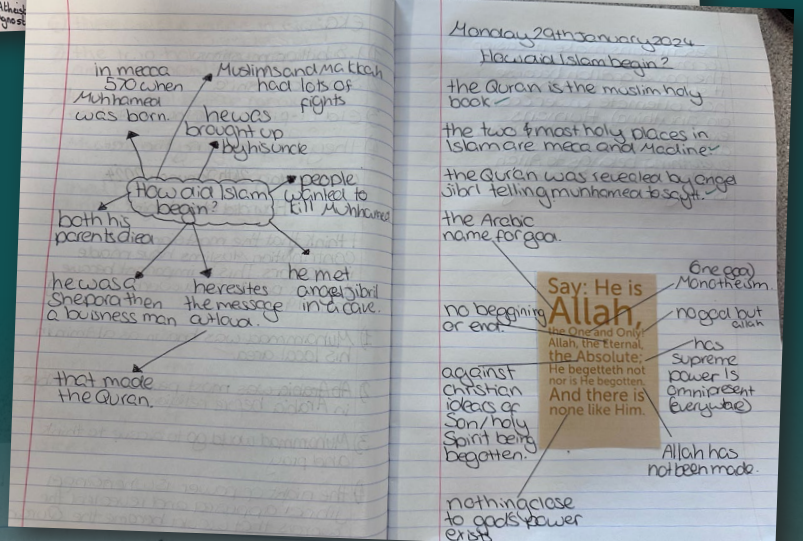 Atheist
in mecca
570 when
Muhhamed
was born.
Muslims and Makkah
had lots of
fights
he was
brought up
by his uncle
people
wanted to
kill Muhhamed
How did Islam
begin?
both his
parents died
he was a
shepard then
a buisness man
he resites
the message
outloud.
he met
angel jibril
in a cave.
that made
the Quran.
Monday 29th January 2024
How did Islam begin?
the Quran is the muslim holy
book.
the two most holy places in
Islam are meca and Madina
the Quran was revealed by angel
jibrl telling muhhamed to say it.
the Arabic
name for god.
(one god)
Monotheism.
no beggining
or end.
no god but
allah
has
supreme
power Is
omnipresent
(everywhere)
against
christian
ideas of
Son/holy
Spirit being
begotten.
Allah has
not been made.
nothing close
to god's power
exists
Say: He is
Allah,
the One and Only!
Allah, the Eternal,
the Absolute;
He begetteth not
nor is He begotten.
And there is
none like Him.